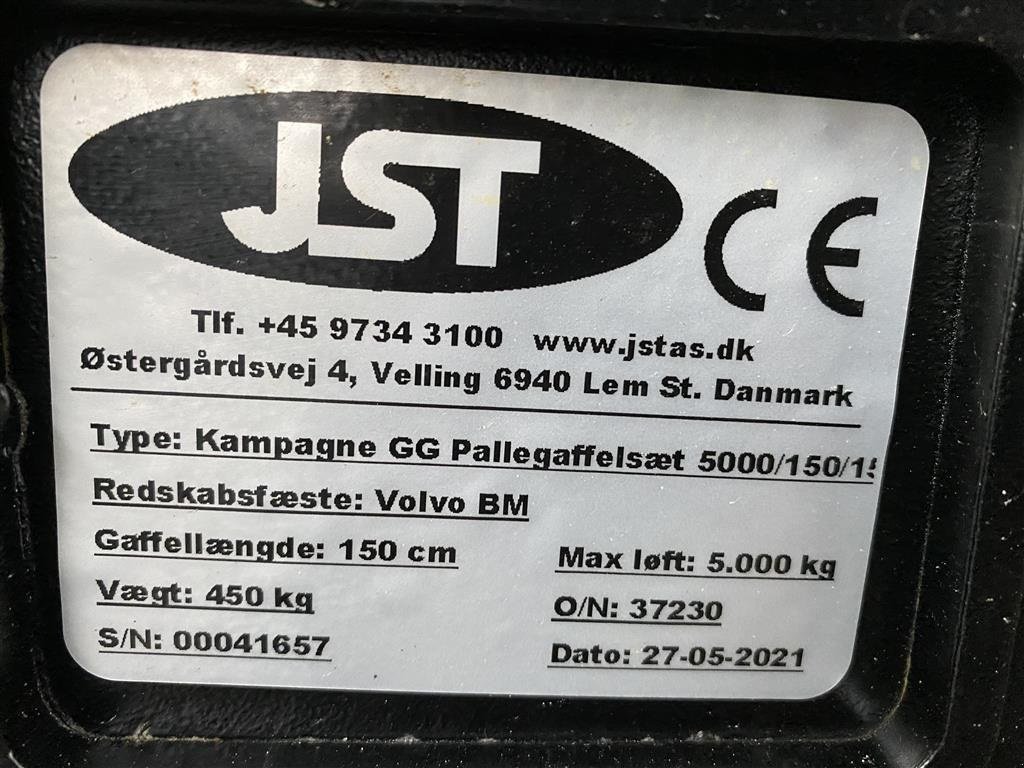 JST CE
Tlf. +45 9734 3100 www.jstas.dk
Østergårdsvej 4, Velling 6940 Lem St. Danmark
Type: Kampagne GG Pallegaffelsæt 5000/150/15
Redskabsfæste: Volvo BM
Gaffellængde: 150 cm Max løft: 5.000 kg
Vægt: 450 kg O/N: 37230
S/N: 00041657 Dato: 27-05-2021